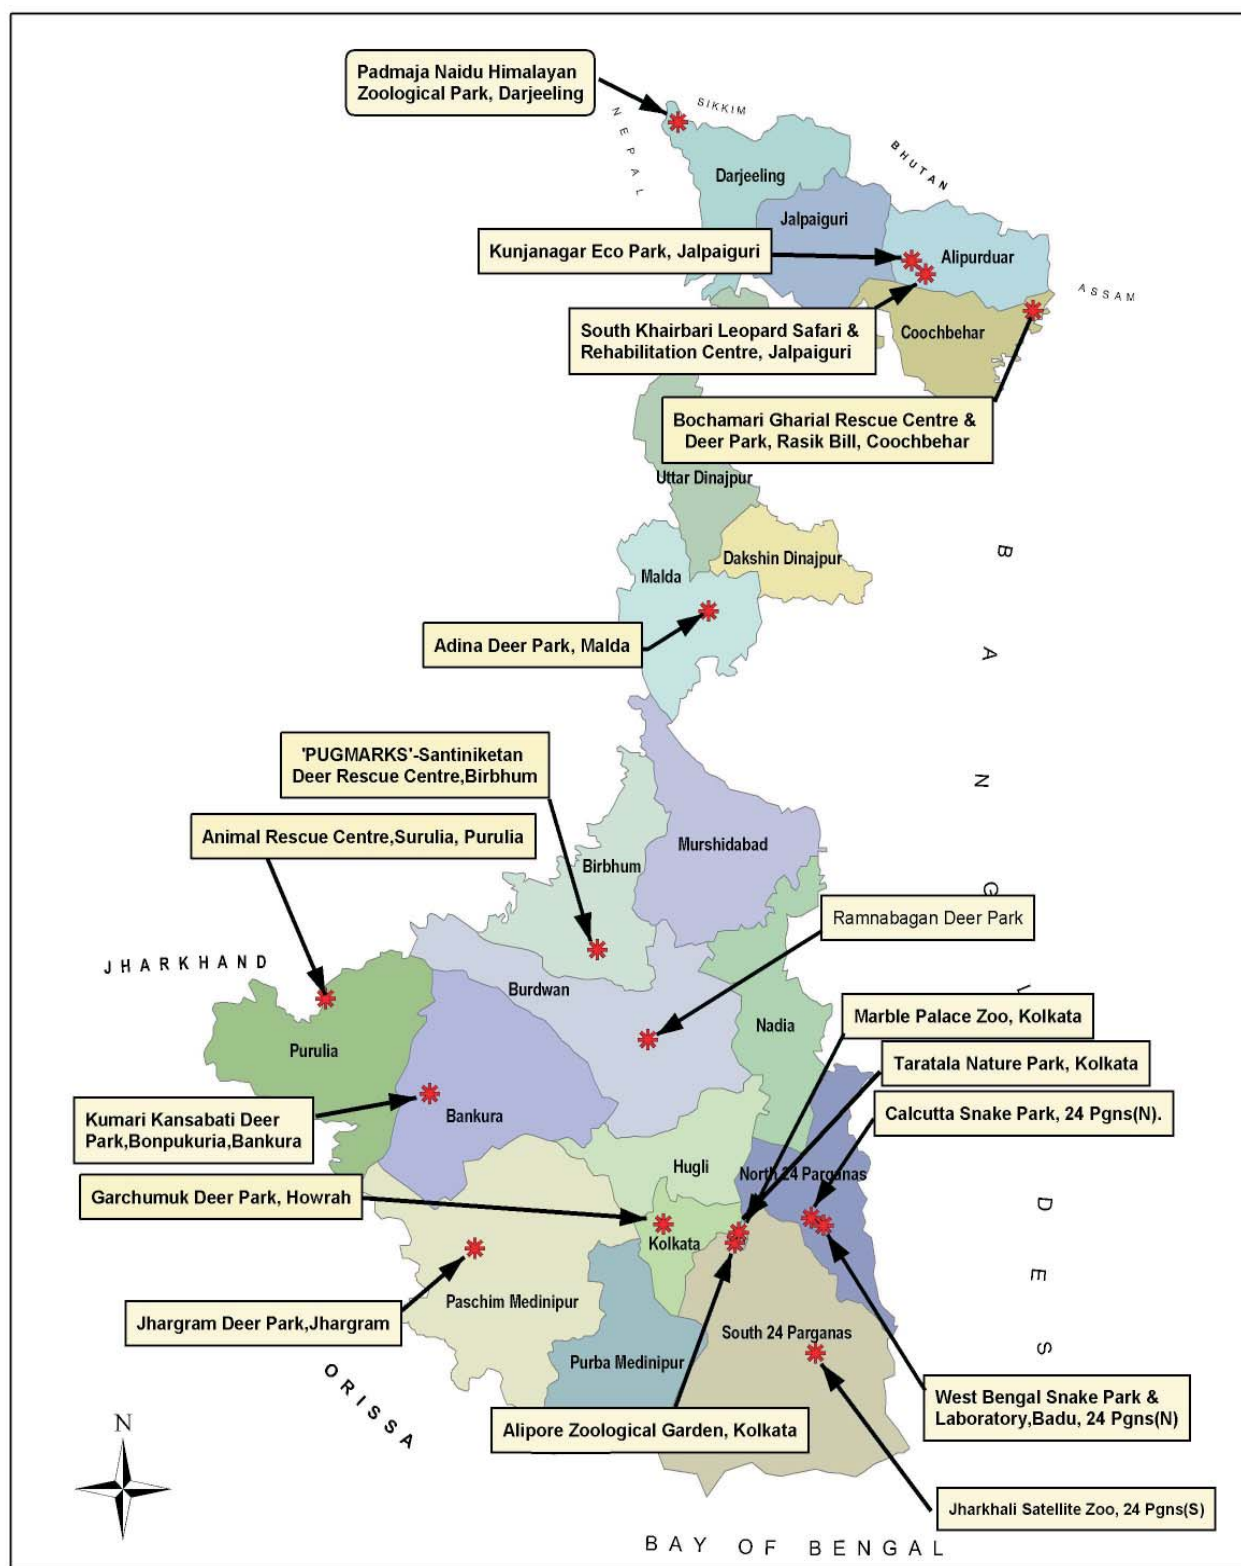 Padmaja Naidu Himalayan
Zoological Park, Darjeeling
SIKKIM
NEPAL
BHUTAN
Darjeeling
Jalpaiguri
Kunjanagar Eco Park, Jalpaiguri
Alipurduar
ASSAM
South Khairbari Leopard Safari &
Rehabilitation Centre, Jalpaiguri
Coochbehar
Bochamari Gharial Rescue Centre &
Deer Park, Rasik Bill, Coochbehar
Uttar Dinajpur
Dakshin Dinajpur
Malda
Adina Deer Park, Malda
B A N G L D E S
'PUGMARKS'-Santiniketan
Deer Rescue Centre,Birbhum
Animal Rescue Centre,Surulia, Purulia
Murshidabad
Birbhum
Ramnabagan Deer Park
JHARKHAND
Burdwan
Marble Palace Zoo, Kolkata
Nadia
Purulia
Taratala Nature Park, Kolkata
Kumari Kansabati Deer
Park,Bonpukuria,Bankura
Bankura
Calcutta Snake Park, 24 Pgns(N).
Hugli
North 24 Parganas
Garchumuk Deer Park, Howrah
Kolkata
Paschim Medinipur
Jhargram Deer Park,Jhargram
South 24 Parganas
Purba Medinipur
ORISSA
West Bengal Snake Park &
Laboratory,Badu, 24 Pgns(N)
N
Alipore Zoological Garden, Kolkata
Jharkhali Satellite Zoo, 24 Pgns(S)
BAY OF BENGAL